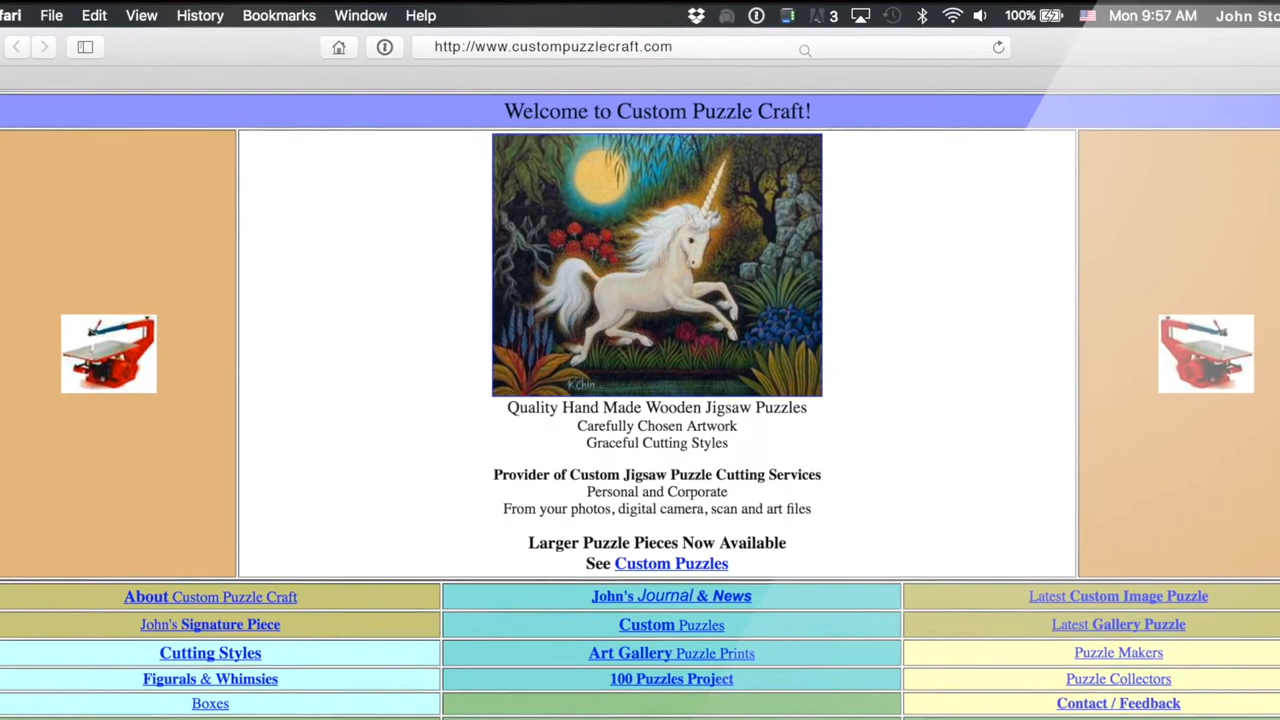 fari File Edit View History Bookmarks Window Help 3 100% Mon 9:57 AM John Sto
http://www.custompuzzlecraft.com
Welcome to Custom Puzzle Craft!
KChin
Quality Hand Made Wooden Jigsaw Puzzles
Carefully Chosen Artwork
Graceful Cutting Styles
Provider of Custom Jigsaw Puzzle Cutting Services
Personal and Corporate
From your photos, digital camera, scan and art files
Larger Puzzle Pieces Now Available
See Custom Puzzles
About Custom Puzzle Craft John's Journal & News Latest Custom Image Puzzle
John's Signature Piece Custom Puzzles Latest Gallery Puzzle
Cutting Styles Art Gallery Puzzle Prints Puzzle Makers
Figurals & Whimsies 100 Puzzles Project Puzzle Collectors
Boxes Contact / Feedback